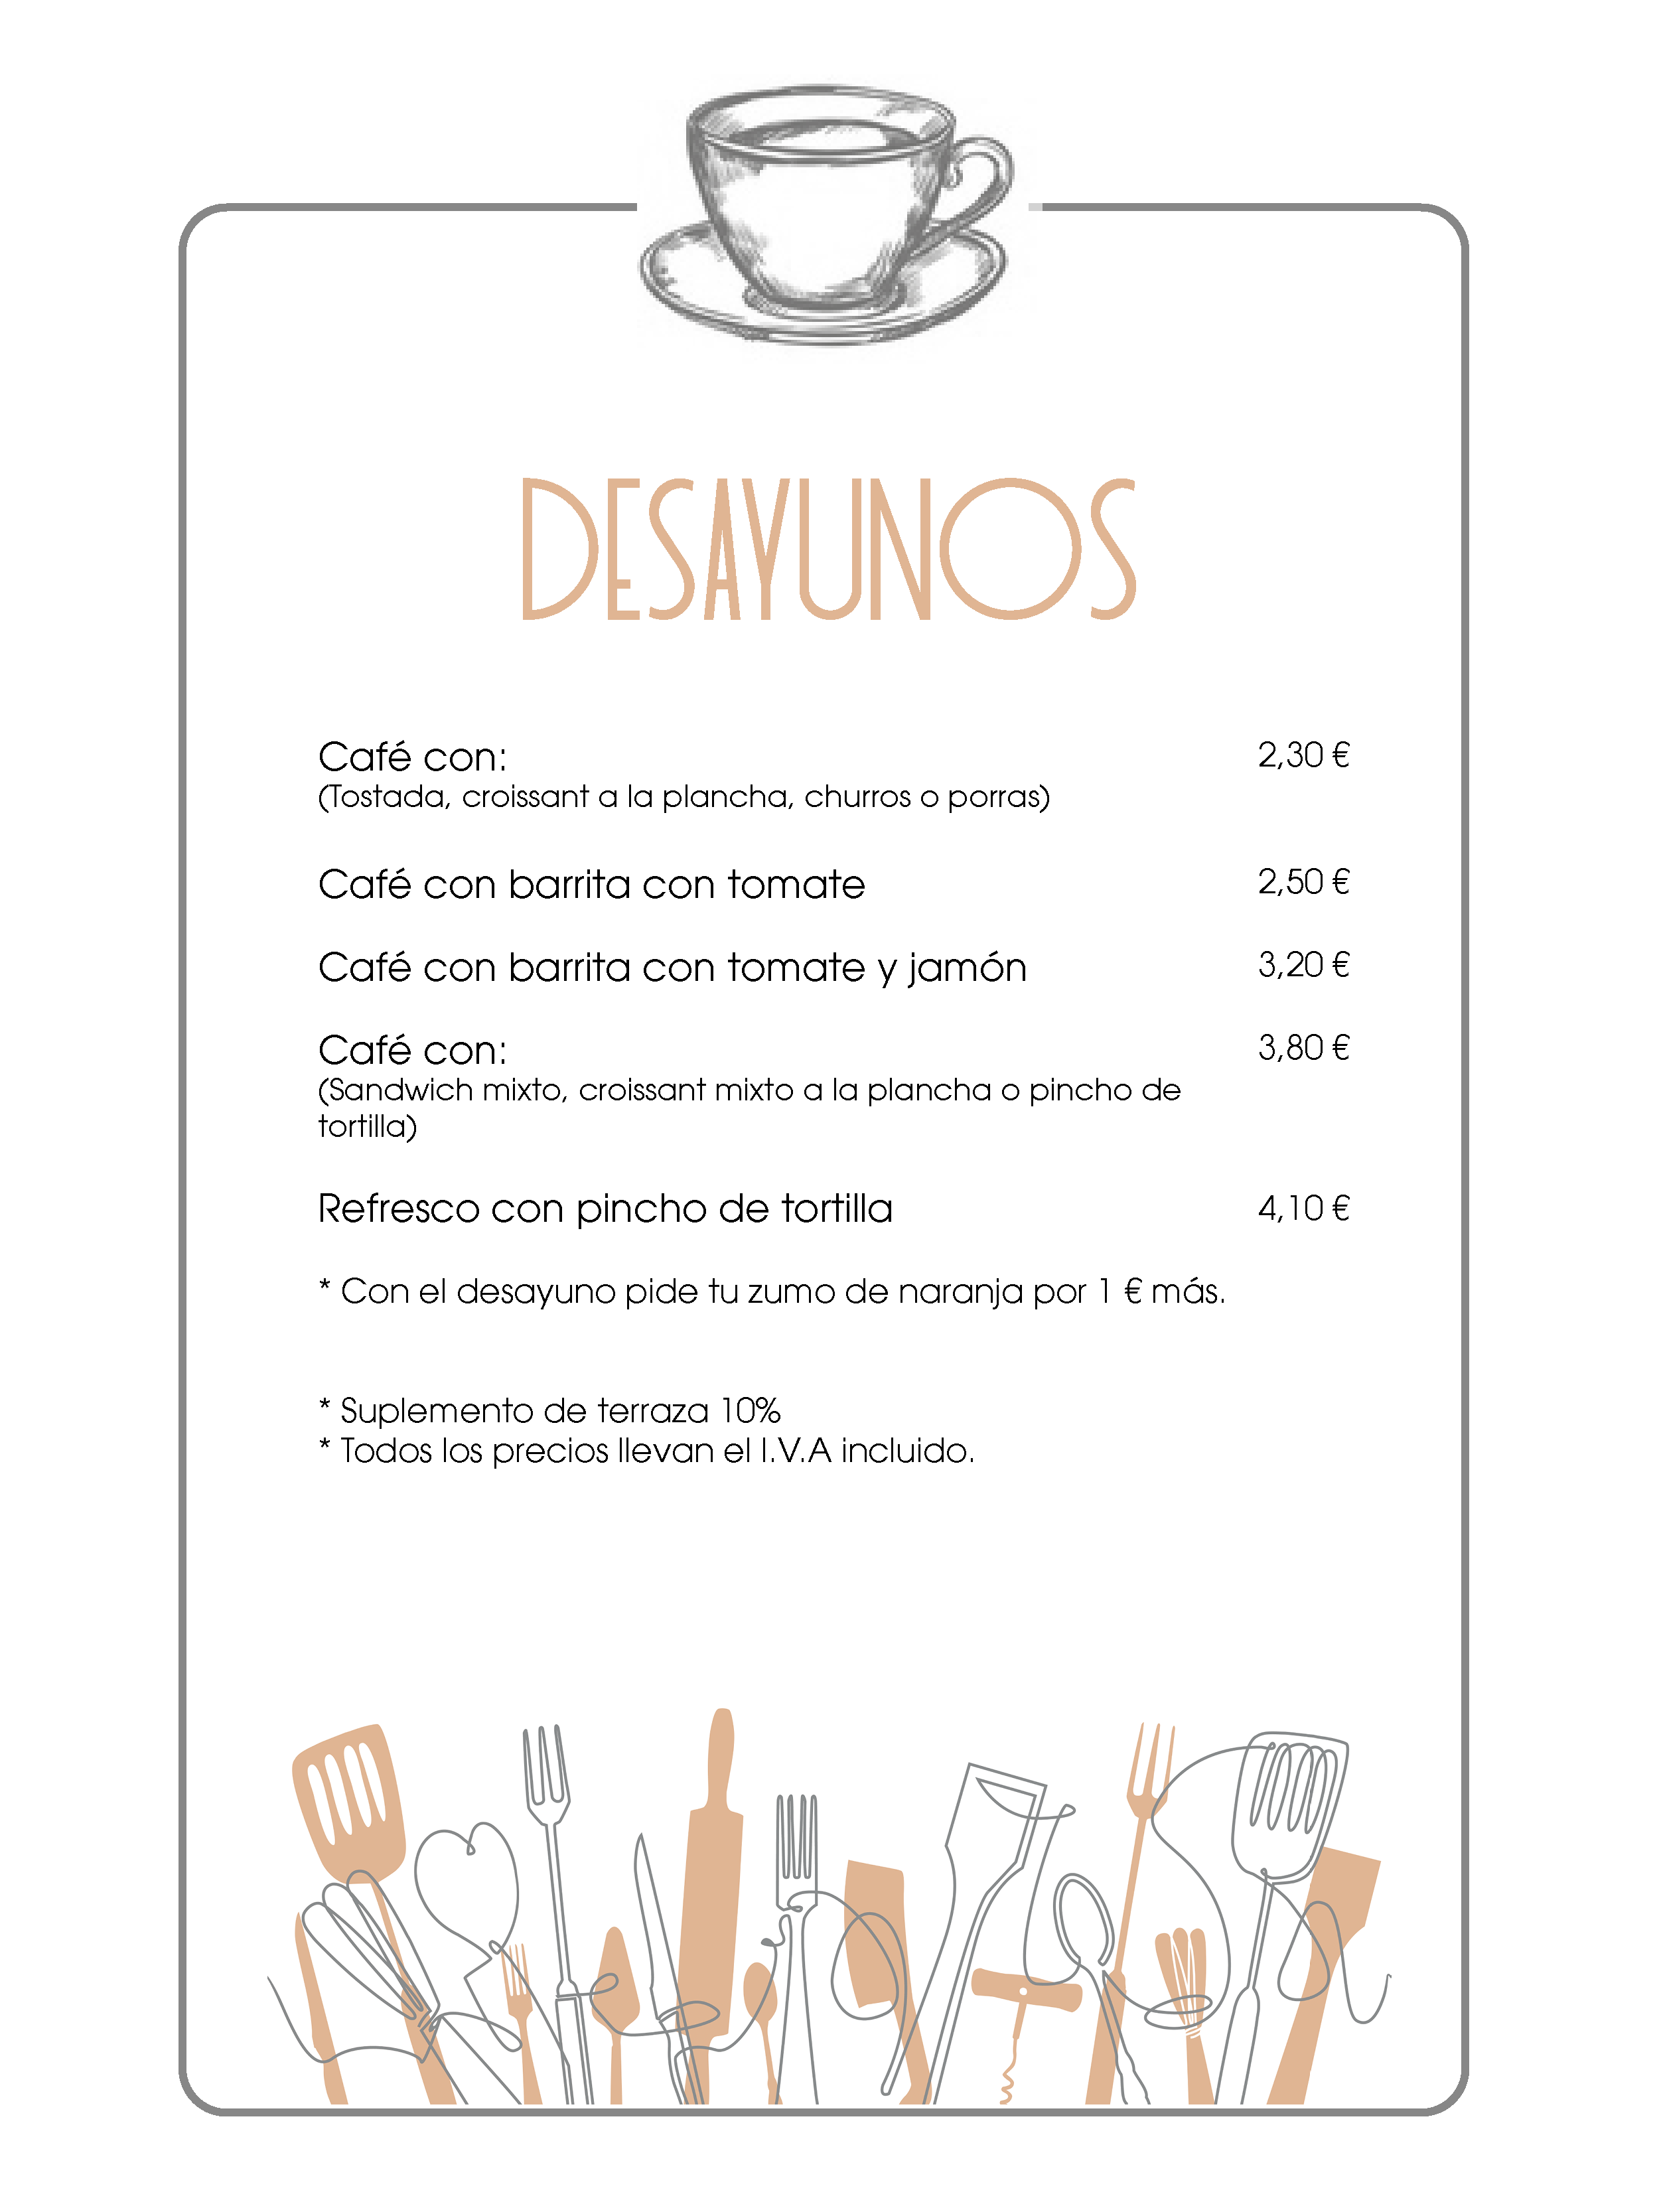 DESAYUNOS
Café con: 2,30 €
(Tostada, croissant a la plancha, churros o porras)
Café con barrita con tomate 2,50 €
Café con barrita con tomate y jamón 3,20 €
Café con: 3,80 €
(Sandwich mixto, croissant mixto a la plancha o pincho de
tortilla)
Refresco con pincho de tortilla 4,10 €
* Con el desayuno pide tu zumo de naranja por 1 € más.
* Suplemento de terraza 10%
* Todos los precios llevan el I.V.A incluido.